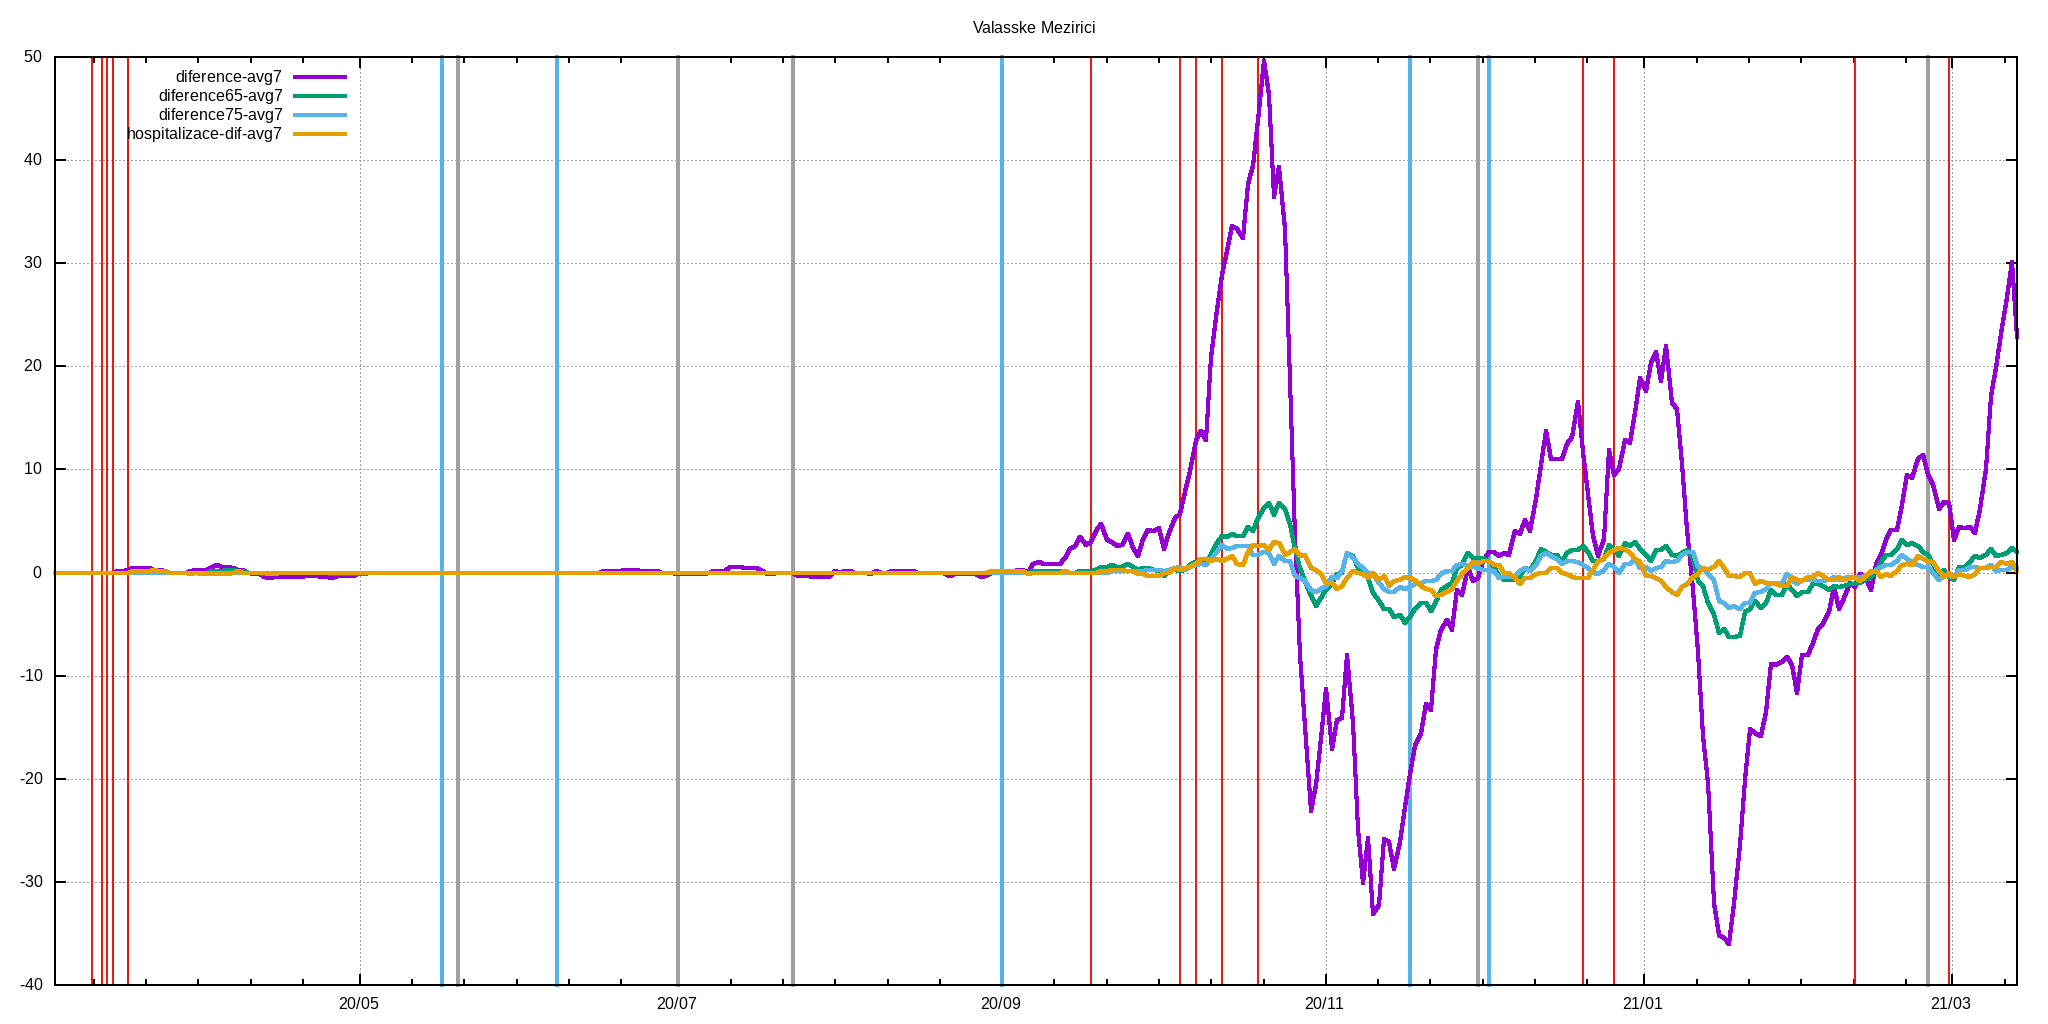 Valasske Mezirici
diference-avg7
diference65-avg7
diference75-avg7
hospitalizace-dif-avg7
50
40
30
20
10
0
-10
-20
-30
-40
20/05 20/07 20/09 20/11 21/01 21/03